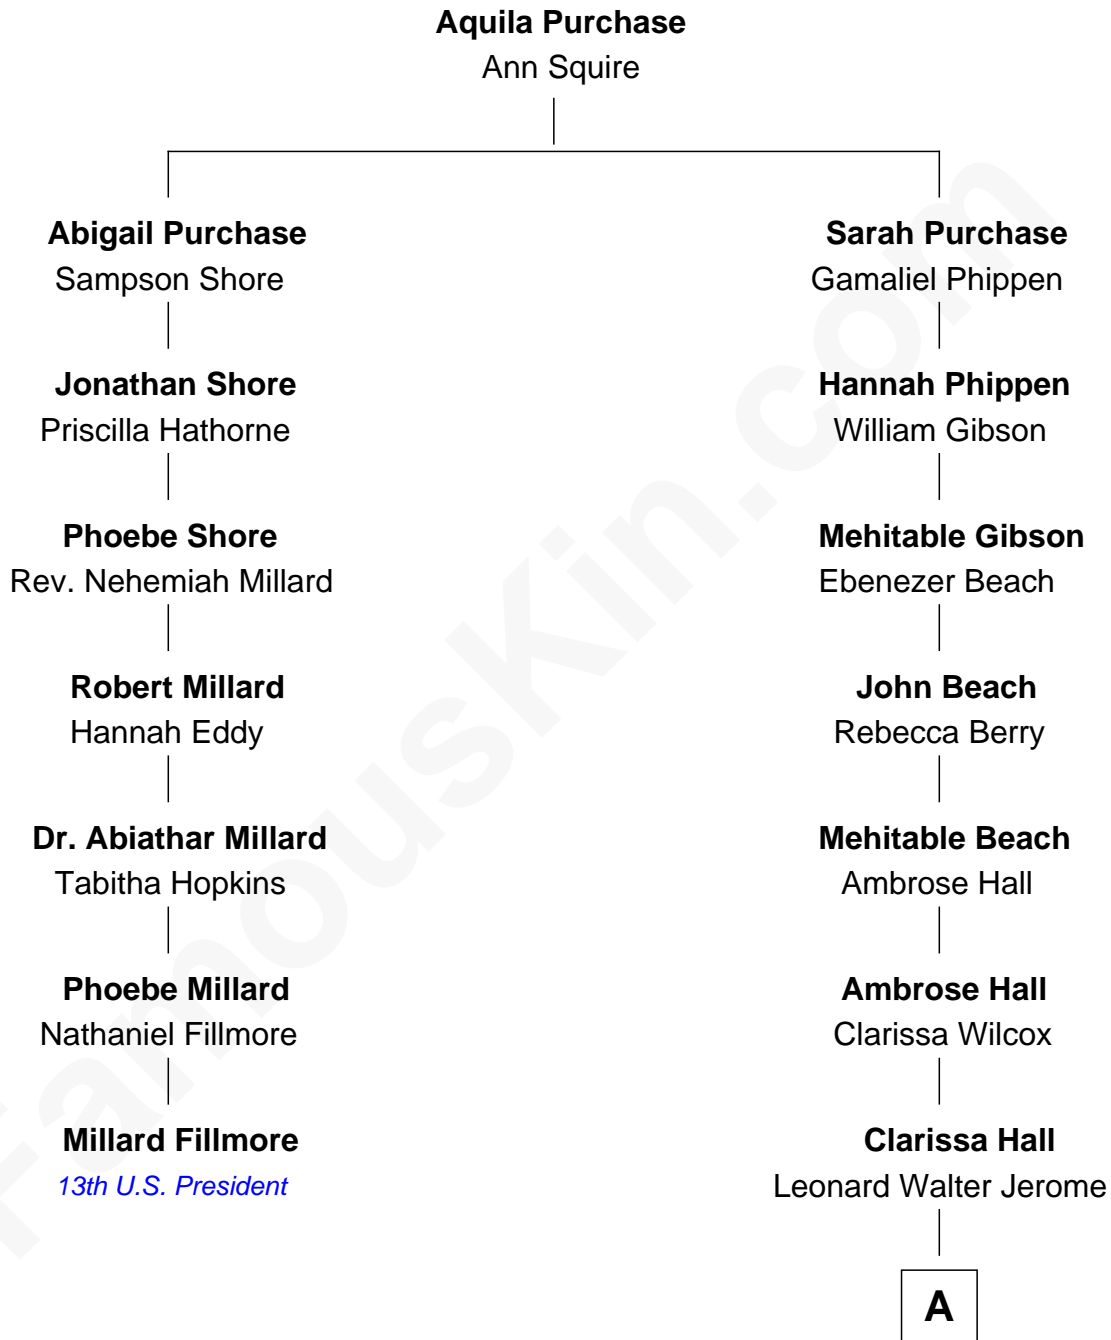 Aquila Purchase
Ann Squire
Abigail Purchase
Sampson Shore
Jonathan Shore
Priscilla Hathorne
Phoebe Shore
Rev. Nehemiah Millard
Robert Millard
Hannah Eddy
Dr. Abiathar Millard
Tabitha Hopkins
Phoebe Millard
Nathaniel Fillmore
Millard Fillmore
13th U.S. President
Sarah Purchase
Gamaliel Phippen
Hannah Phippen
William Gibson
Mehitable Gibson
Ebenezer Beach
John Beach
Rebecca Berry
Mehitable Beach
Ambrose Hall
Ambrose Hall
Clarissa Wilcox
Clarissa Hall
Leonard Walter Jerome
A
FamousKin.com